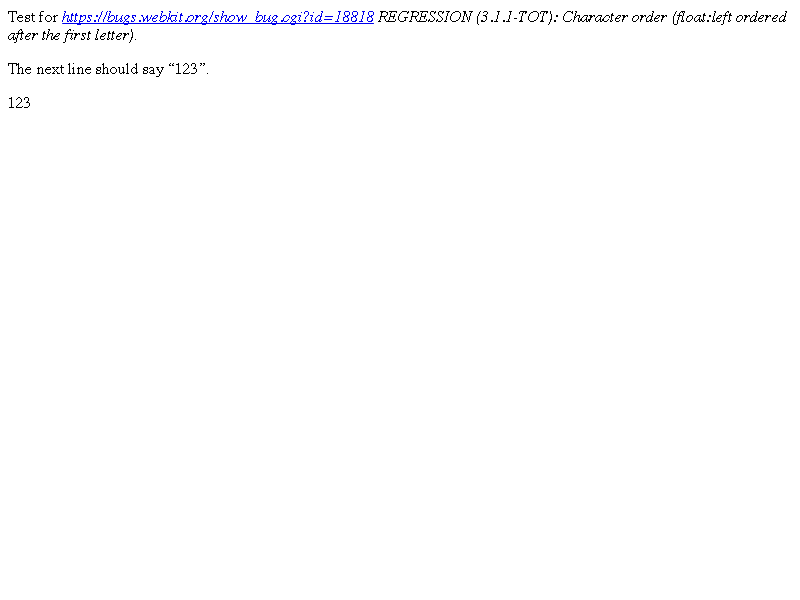 Test for https://bugs.webkit.org/show_bug.cgi?id=18818 REGRESSION (3.1.1-TOT): Character order (float:left ordered
after the first letter).
The next line should say “123”.
123